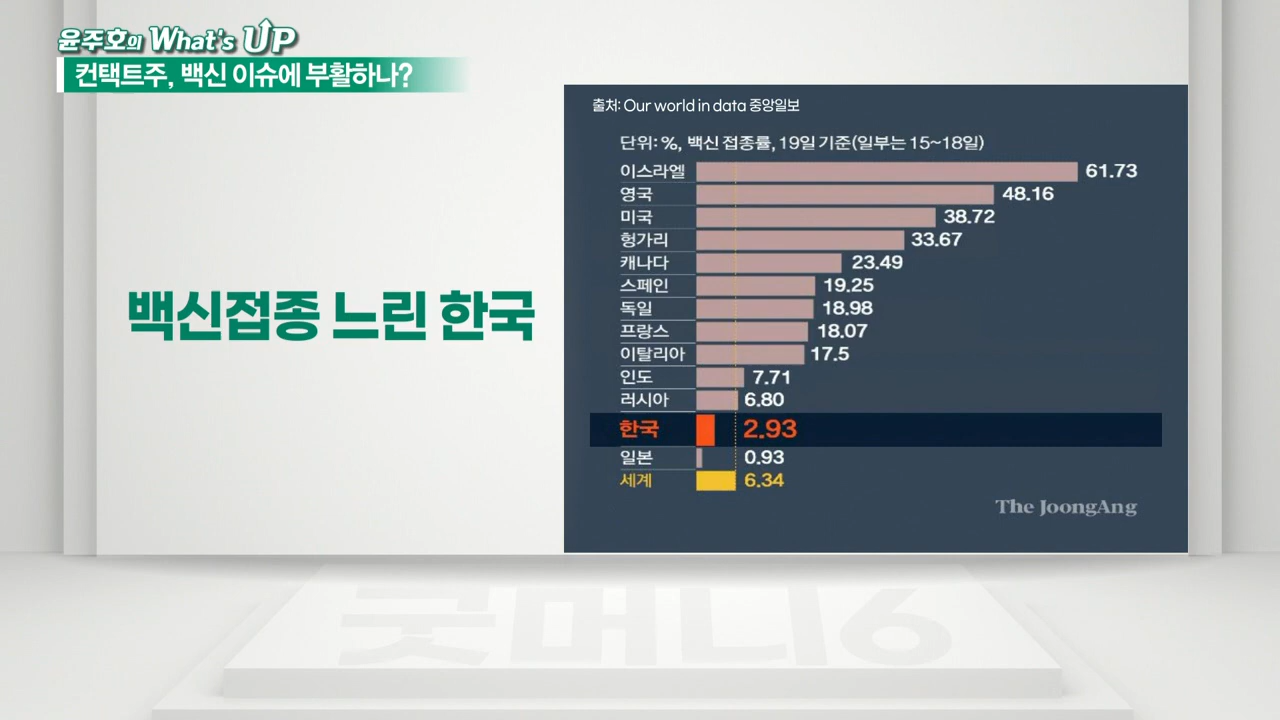 윤주호의 What's UP
컨택트주, 백신 이슈에 부활하나?
출처: Our world in data 중앙일보
단위: %, 백신 접종률, 19일 기준(일부는 15~18일)
이스라엘 61.73
영국 48.16
미국 38.72
헝가리 33.67
캐나다 23.49
스페인 19.25
독일 18.98
프랑스 18.07
이탈리아 17.5
인도 7.71
러시아 6.80
한국 2.93
일본 0.93
세계 6.34
The JoongAng
백신접종 느린 한국
굿머니6